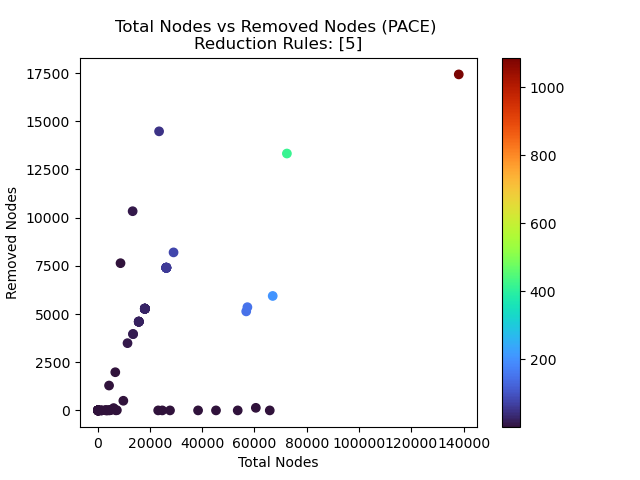 Total Nodes vs Removed Nodes (PACE)
Reduction Rules: [5]
17500
15000
12500
10000
7500
5000
2500
0
Removed Nodes
0 20000 40000 60000 80000 100000 120000 140000
Total Nodes
1000
800
600
400
200